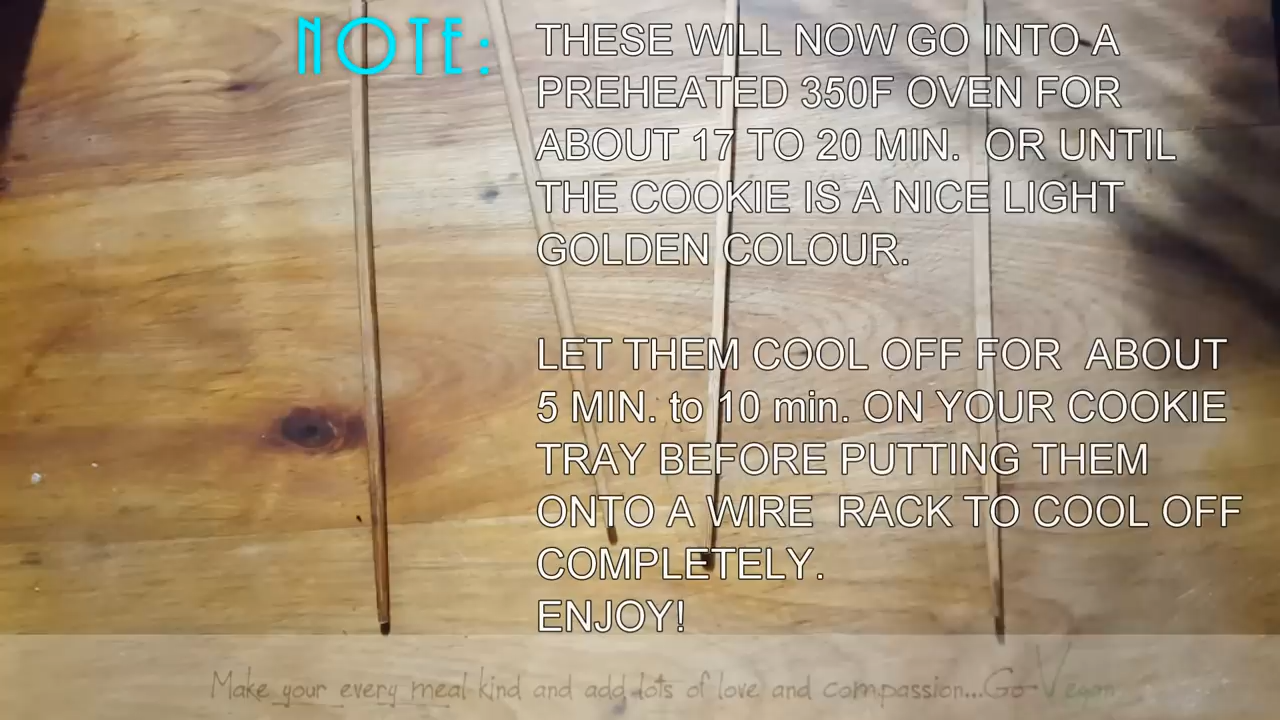 NOTE:
THESE WILL NOW GO INTO A
PREHEATED 350F OVEN FOR
ABOUT 17 TO 20 MIN. OR UNTIL
THE COOKIE IS A NICE LIGHT
GOLDEN COLOUR.
LET THEM COOL OFF FOR ABOUT
5 MIN. to 10 min. ON YOUR COOKIE
TRAY BEFORE PUTTING THEM
ONTO A WIRE RACK TO COOL OFF
COMPLETELY.
ENJOY!
Make your every meal kind and add lots of love and compassion...Go Vegan